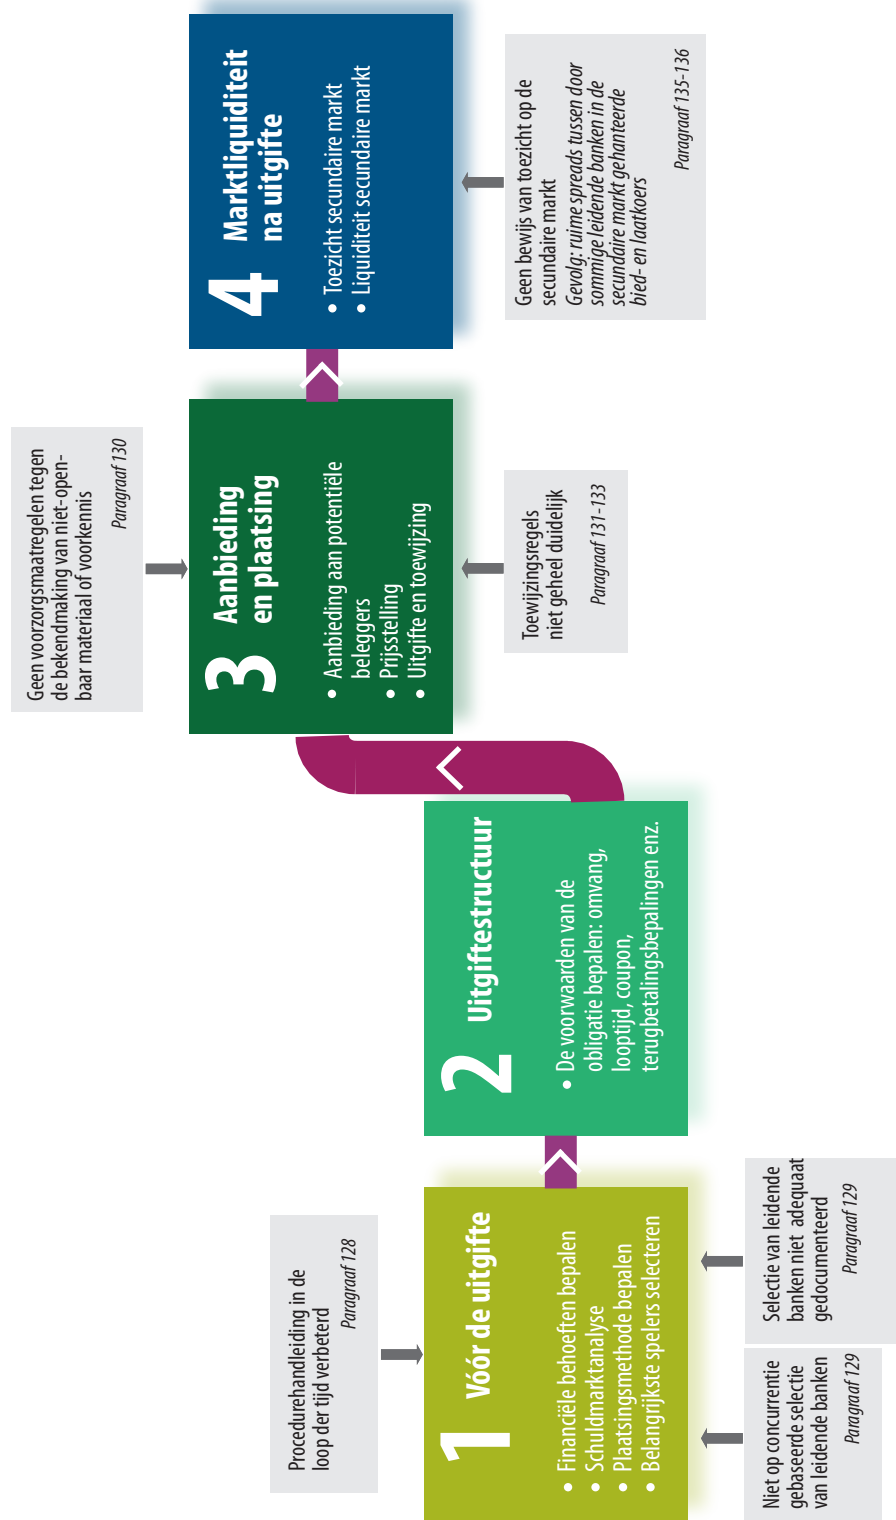 Procedurehandleiding in de
loop der tijd verbeterd
Paragraaf 128
1 Vóór de uitgifte
• Financiële behoeften bepalen
• Schuldmarktanalyse
• Plaatsingsmethode bepalen
• Belangrijkste spelers selecteren
Niet op concurrentie
gebaseerde selectie
van leidende banken
Paragraaf 129
Selectie van leidende
banken niet adequaat
gedocumenteerd
Paragraaf 129
2 Uitgiftestructuur
• De voorwaarden van de
obligatie bepalen: omvang,
looptijd, coupon,
terugbetalingsbepalingen enz.
Geen voorzorgsmaatregelen tegen
de bekendmaking van niet-open-
baar materiaal of voorkennis
Paragraaf 130
3 Aanbieding
en plaatsing
• Aanbieding aan potentiële
beleggers
• Prijsstelling
• Uitgifte en toewijzing
Toewijzingsregels
niet geheel duidelijk
Paragraaf 131-133
4 Marktliquiditeit
na uitgifte
• Toezicht secundaire markt
• Liquiditeit secundaire markt
Geen bewijs van toezicht op de
secundaire markt
Gevolg: ruime spreads tussen door
sommige leidende banken in de
secundaire markt gehanteerde
bied- en laatkoers
Paragraaf 135-136